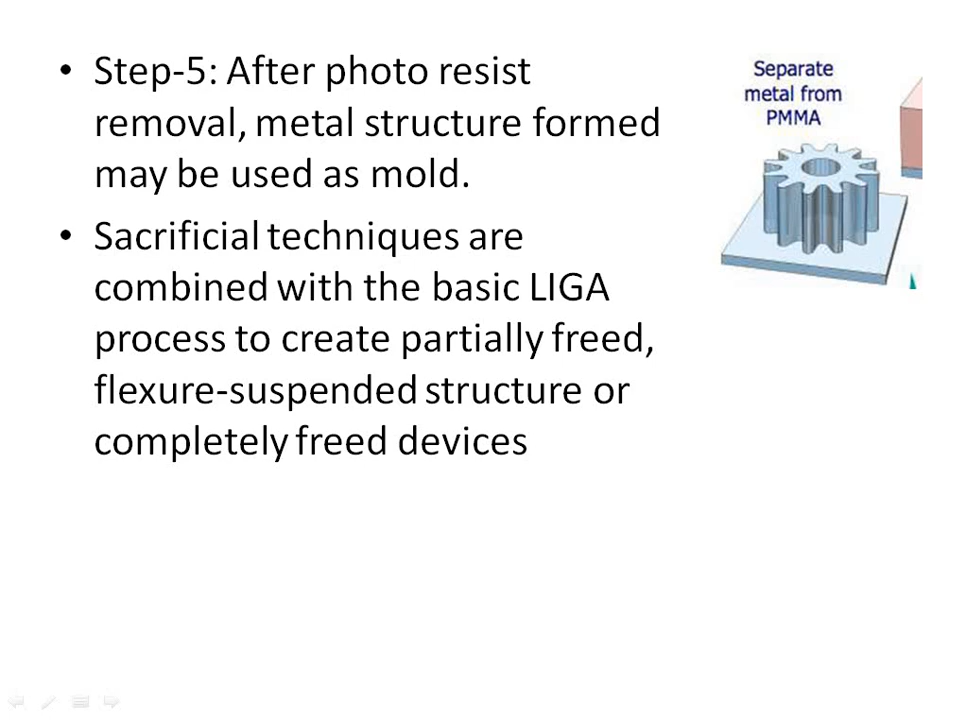 • Step-5: After photo resist
removal, metal structure formed
may be used as mold.
• Sacrificial techniques are
combined with the basic LIGA
process to create partially freed,
flexure-suspended structure or
completely freed devices
Separate
metal from
PMMA